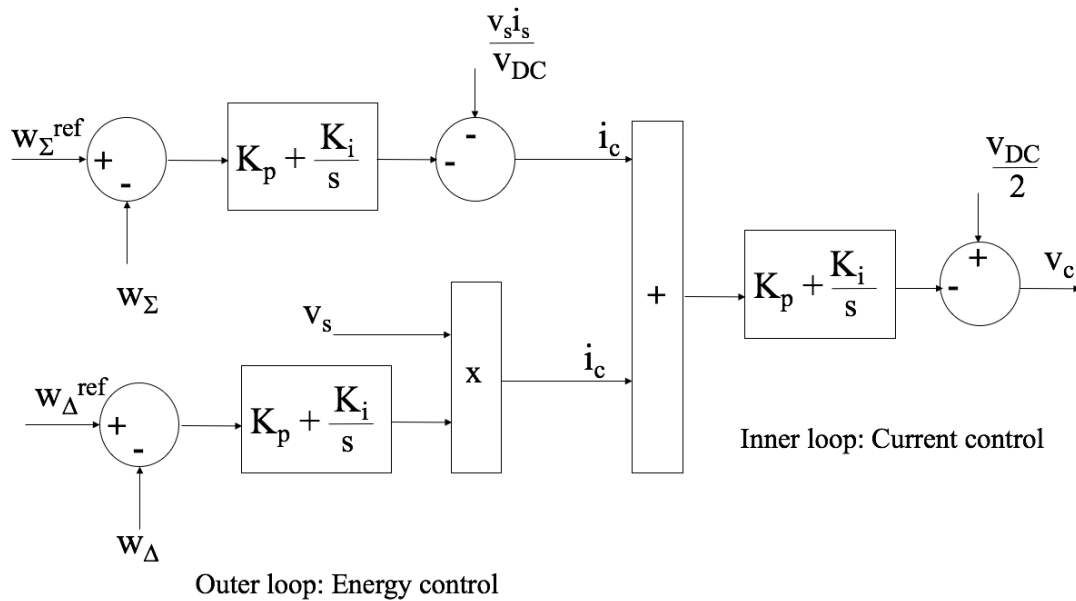 v_s i_s
v_DC
w_Σ^ref
+
-
w_Σ
K_p + K_i
s
-
-
i_c
v_DC
2
+
K_p + K_i
s
+
-
v_c
v_s
x
i_c
w_Δ^ref
+
-
w_Δ
K_p + K_i
s
Inner loop: Current control
Outer loop: Energy control